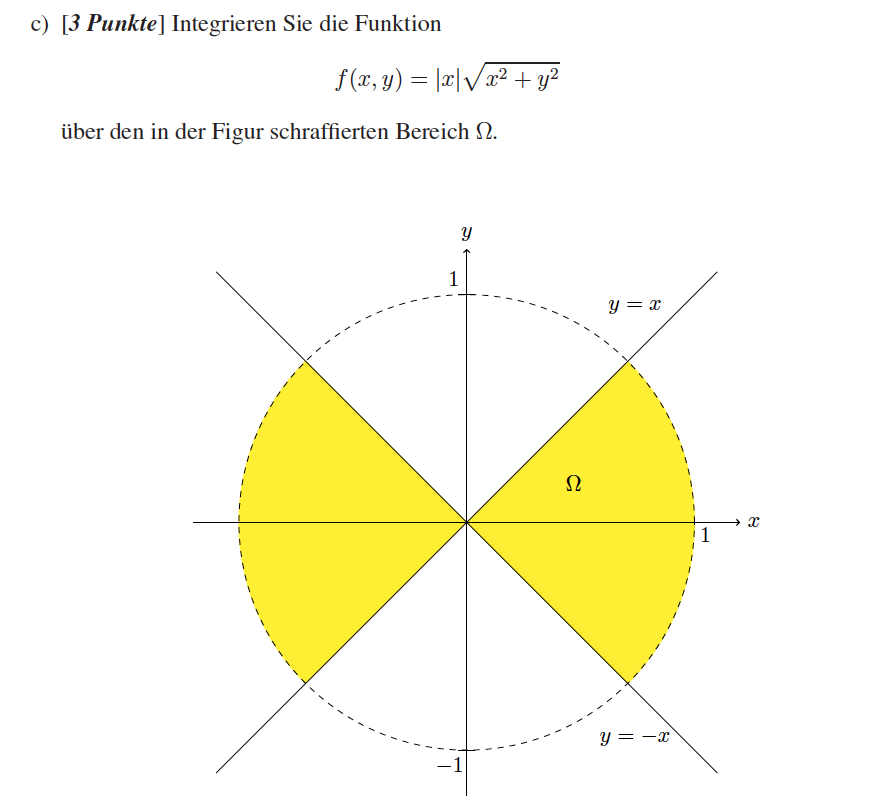 c) [3 Punkte] Integrieren Sie die Funktion
f(x, y) = |x|√x² + y²
über den in der Figur schraffierten Bereich Ω.
y
1
y = x
Ω
x
1
y = −x
−1